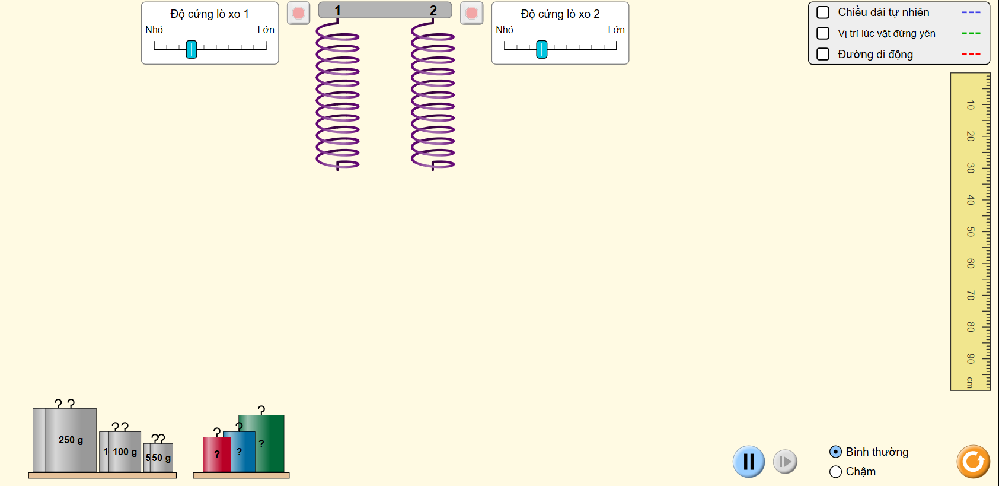 Độ cứng lò xo 1
Nhỏ Lớn
1 2
Độ cứng lò xo 2
Nhỏ Lớn
Chiều dài tự nhiên
Vị trí lúc vật đứng yên
Đường di động
10
20
30
40
50
60
70
80
90
cm
250 g
1 100 g
5 50 g
?
?
?
Bình thường
Chậm